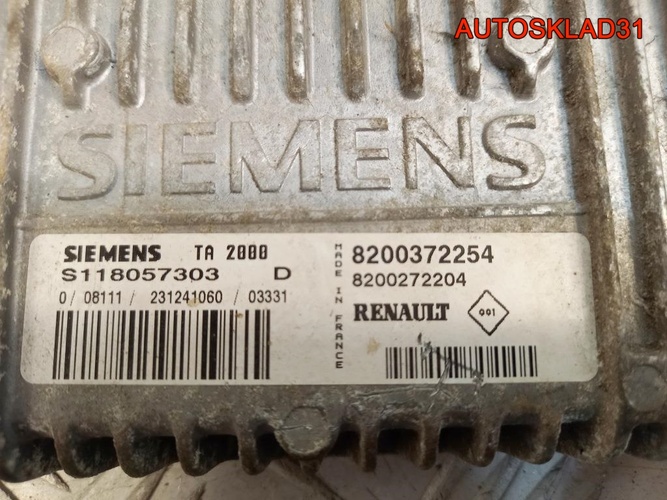 AUTOSKLAD31
SIEMENS
SIEMENS TA 2000
S118057303 D
0/ 08111 / 231241060 / 03331
MADE IN FRANCE
8200372254
8200272204
RENAULT 001